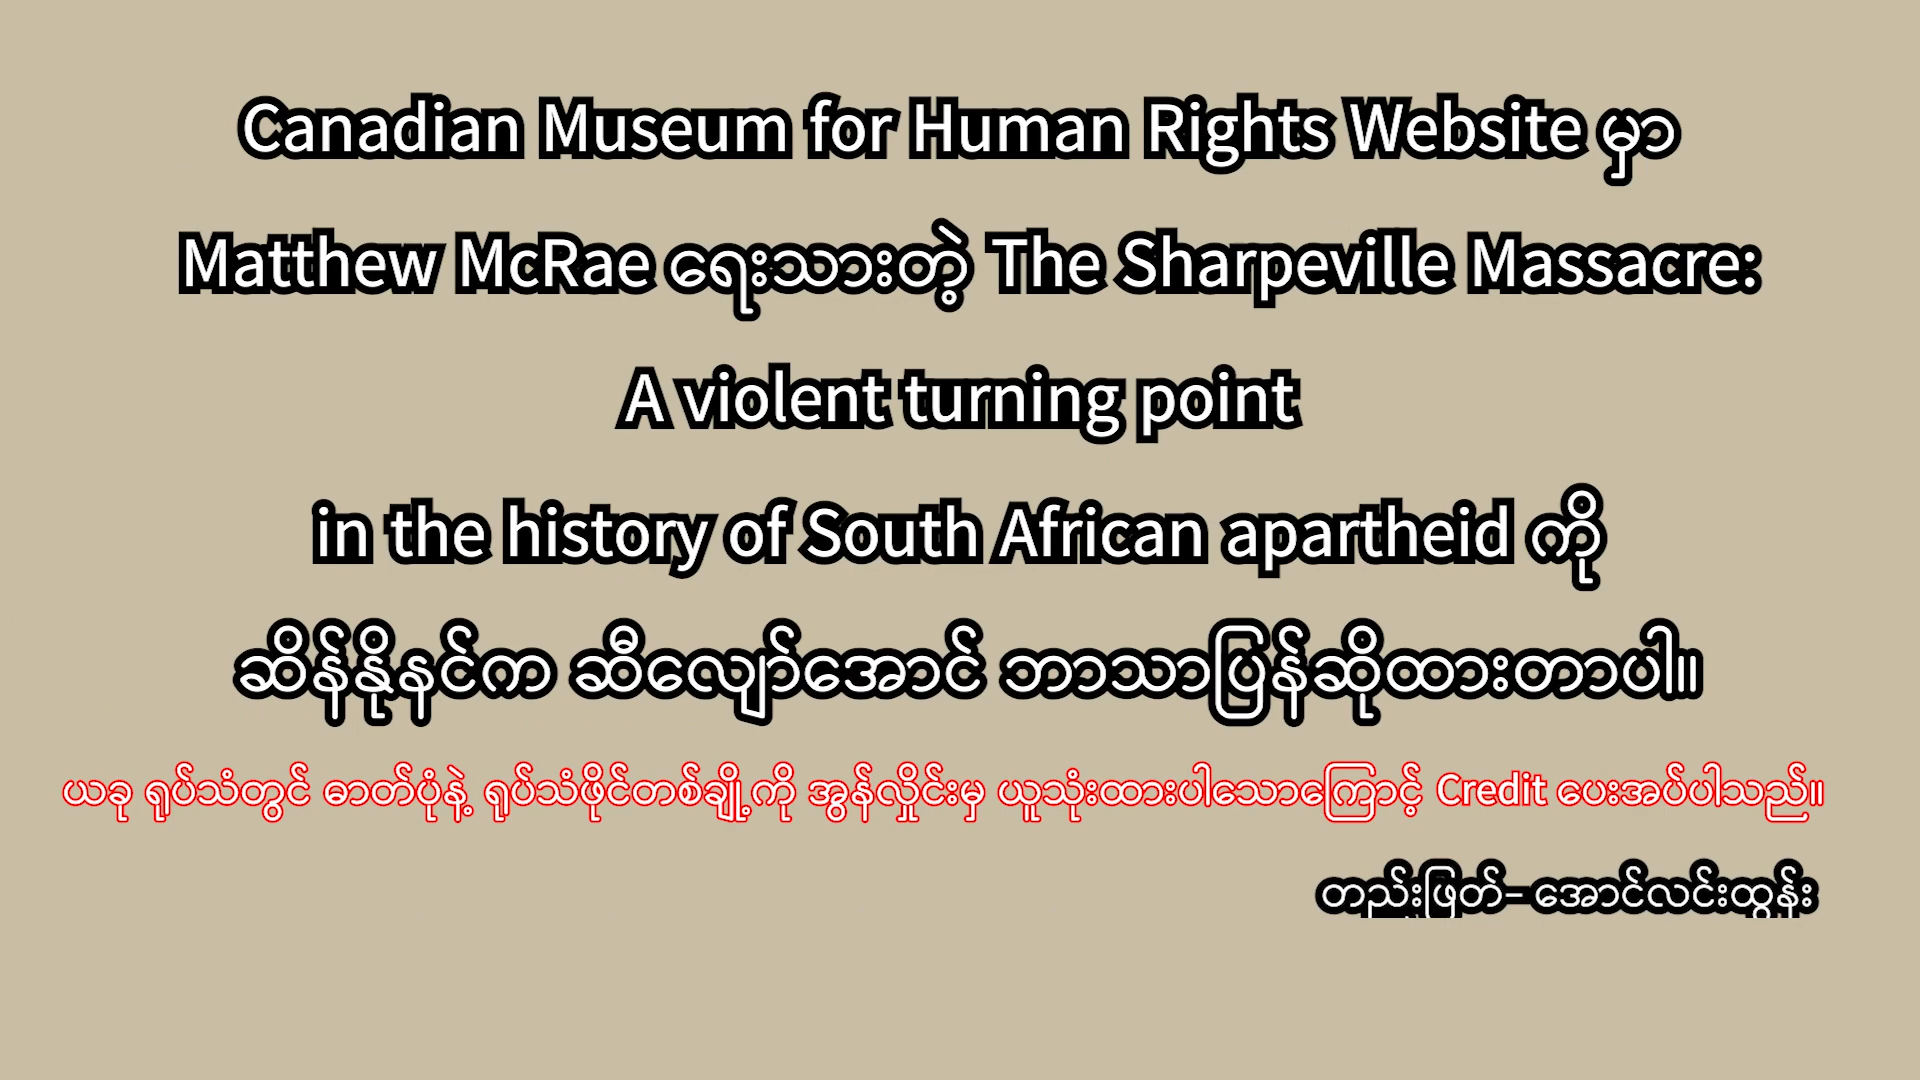 Canadian Museum for Human Rights Website မှာ
Matthew McRae ရေးသားတဲ့ The Sharpeville Massacre:
A violent turning point
in the history of South African apartheid ကို
ဆိန်နိုနင်က ဆီလျော်အောင် ဘာသာပြန်ဆိုထားတာပါ။
ယခု ရုပ်သံတွင် ဓာတ်ပုံနဲ့ ရုပ်သံဖိုင်တစ်ချို့ကို အွန်လှိုင်းမှ ယူသုံးထားပါသောကြောင့် Credit ပေးအပ်ပါသည်။
တည်းဖြတ်- အောင်လင်းထွန်း